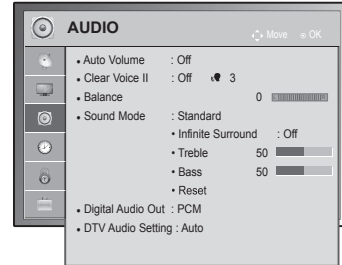 AUDIO
Move OK
• Auto Volume : Off
• Clear Voice II : Off 3
• Balance 0
• Sound Mode : Standard
• Infinite Surround : Off
• Treble 50
• Bass 50
• Reset
• Digital Audio Out : PCM
• DTV Audio Setting : Auto